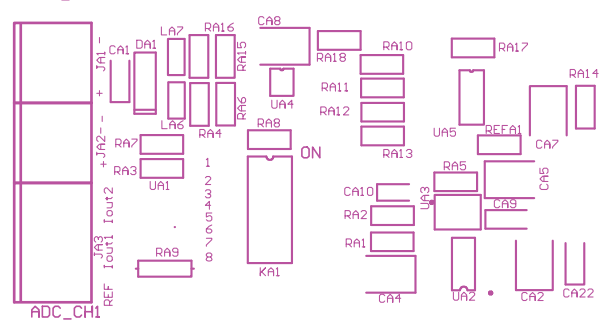 CA8
LA7
RA16
DA1
CA1
JA1
-
+
RA15
RA18
RA10
RA17
RA14
RA11
UA4
RA12
RA6
LA6
RA4
RA8
UA5
REFA1
CA7
RA13
JA2
-
+
RA7
RA3
UA1
ON
1
2
3
4
5
6
7
8
RA5
CA5
CA10
UA3
CA9
RA2
RA1
Iout2
JA3
Iout1
REF
RA9
KA1
CA4
UA2
CA2
CA22
ADC_CH1